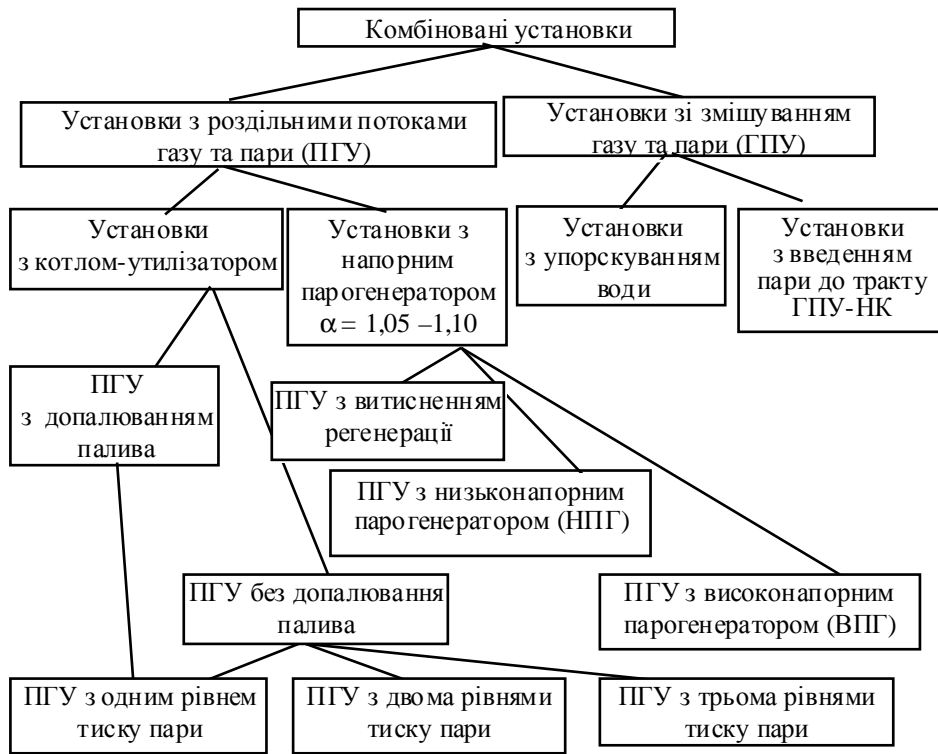 Комбіновані установки
Установки з роздільними потоками
газу та пари (ПГУ)
Установки зі змішуванням
газу та пари (ГПУ)
Установки
з котлом-утилізатором
Установки з
напорним
парогенератором
α = 1,05 –1,10
Установки
з упорскуванням
води
Установки
з введенням
пари до тракту
ГПУ-НК
ПГУ
з допалюванням
палива
ПГУ з витисненням
регенерації
ПГУ з низьконапорним
парогенератором (НПГ)
ПГУ без допалювання
палива
ПГУ з високонапорним
парогенератором (ВПГ)
ПГУ з одним рівнем
тиску пари
ПГУ з двома рівнями
тиску пари
ПГУ з трьома рівнями
тиску пари